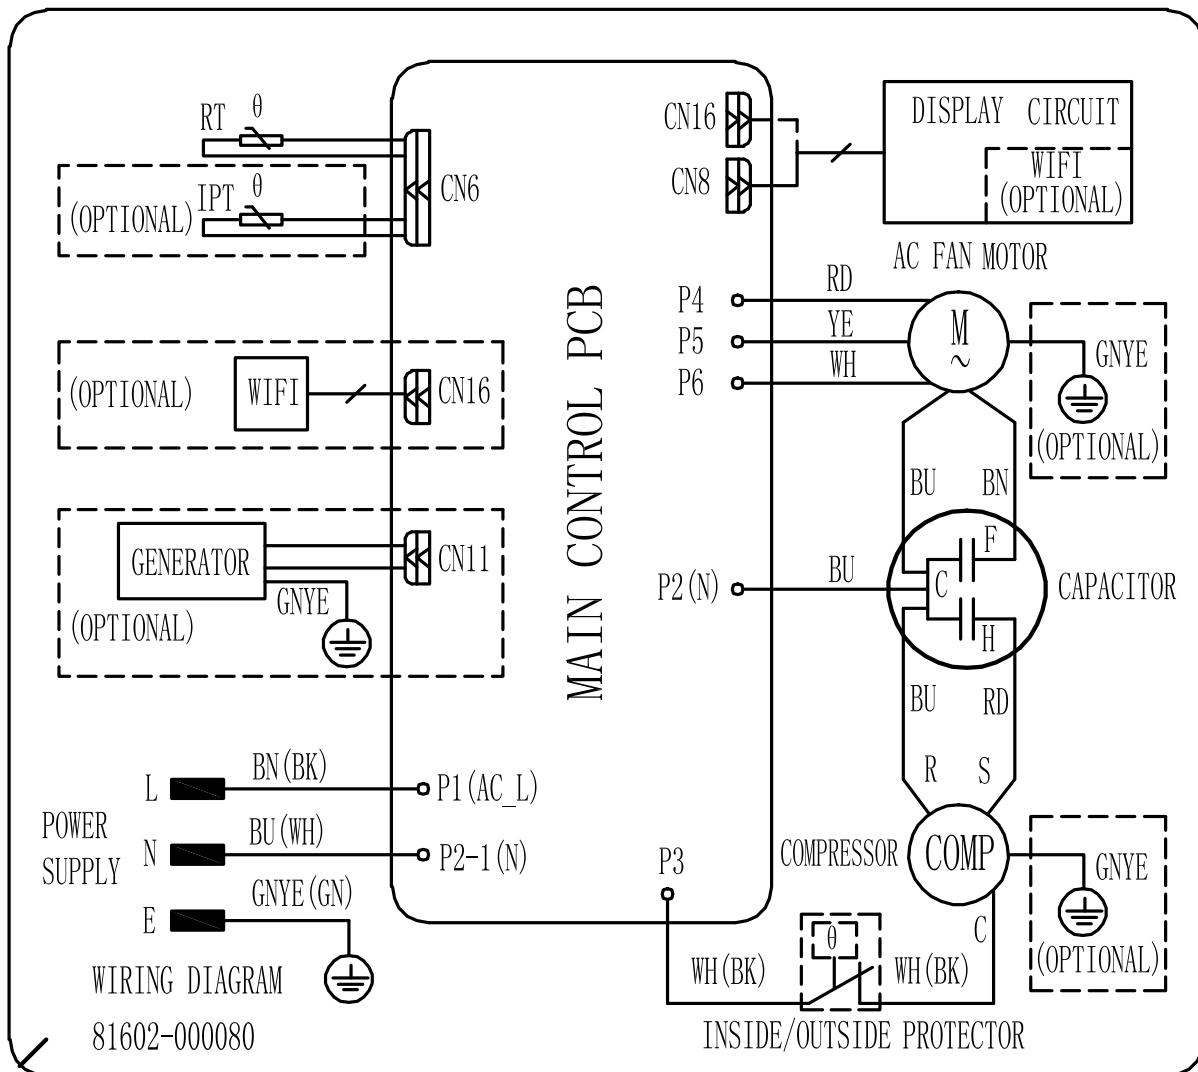 RT θ
(OPTIONAL) IPT θ
CN6
(OPTIONAL) WIFI CN16
GENERATOR CN11
GNYE
(OPTIONAL)
POWER
SUPPLY
L BN(BK) P1(AC_L)
N BU(WH) P2-1(N)
E GNYE(GN)
WIRING DIAGRAM
81602-000080
MAIN CONTROL PCB
CN16
CN8
DISPLAY CIRCUIT
WIFI
(OPTIONAL)
AC FAN MOTOR
P4 RD
P5 YE
P6 WH
M
~
GNYE
(OPTIONAL)
BU BN
P2(N) BU
F
C
H
CAPACITOR
BU RD
R S
COMPRESSOR COMP
GNYE
(OPTIONAL)
C
P3
θ
WH(BK) WH(BK)
INSIDE/OUTSIDE PROTECTOR